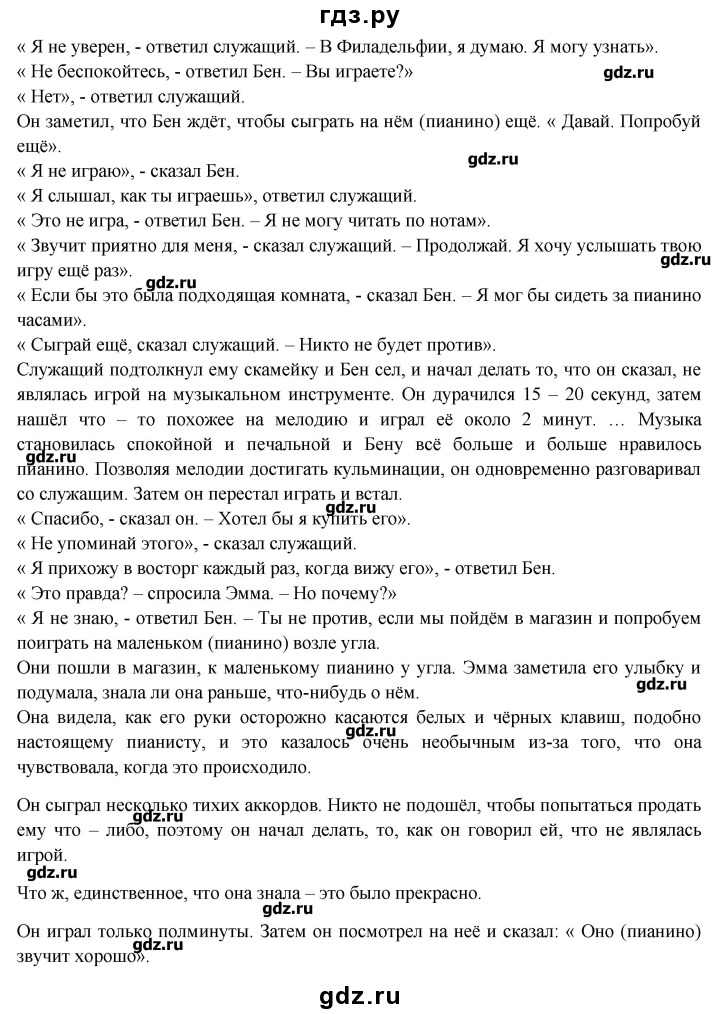 гдз.ру
« Я не уверен, - ответил служащий. – В Филадельфии, я думаю. Я могу узнать».
« Не беспокойтесь, - ответил Бен. – Вы играете?»
gdz.ru
« Нет», - ответил служащий.
Он заметил, что Бен ждёт, чтобы сыграть на нём (пианино) ещё. « Давай. Попробуй
ещё».
gdz.ru
« Я не играю», - сказал Бен.
« Я слышал, как ты играешь», ответил служащий.
« Это не игра, - ответил Бен. – Я не могу читать по нотам».
« Звучит приятно для меня, - сказал служащий. – Продолжай. Я хочу услышать твою
gdz.ru
игру ещё раз».
gdz.ru
« Если бы это была подходящая комната, - сказал Бен. – Я мог бы сидеть за пианино
часами».
« Сыграй ещё, сказал служащий. – Никто не будет против».
Служащий подтолкнул ему скамейку и Бен сел, и начал делать то, что он сказал, не
являлась игрой на музыкальном инструменте. Он дурачился 15 – 20 секунд, затем
нашёл что – то похожее на мелодию и играл её около 2 минут. … Музыка
становилась спокойной и печальной и Бену всё больше и больше нравилось
gdz.ru
пианино. Позволяя мелодии достигать кульминации, он одновременно разговаривал
со служащим. Затем он перестал играть и встал.
gdz.ru
« Спасибо, - сказал он. – Хотел бы я купить его».
« Не упоминай этого», - сказал служащий.
« Я прихожу в восторг каждый раз, когда вижу его», - ответил Бен.
« Это правда? – спросила Эмма. – Но почему?»
gdz.ru
« Я не знаю, - ответил Бен. – Ты не против, если мы пойдём в магазин и попробуем
поиграть на маленьком (пианино) возле угла.
Они пошли в магазин, к маленькому пианино у угла. Эмма заметила его улыбку и
gdz.ru
подумала, знала ли она раньше, что-нибудь о нём.
Она видела, как его руки осторожно касаются белых и чёрных клавиш, подобно
gdz.ru
настоящему пианисту, и это казалось очень необычным из-за того, что она
чувствовала, когда это происходило.
Он сыграл несколько тихих аккордов. Никто не подошёл, чтобы попытаться продать
gdz.ru
ему что – либо, поэтому он начал делать, то, как он говорил ей, что не являлась
игрой.
gdz.ru
Что ж, единственное, что она знала – это было прекрасно.
gdz.ru
Он играл только полминуты. Затем он посмотрел на неё и сказал: « Оно (пианино)
gdz.ru
звучит хорошо».
gdz.ru